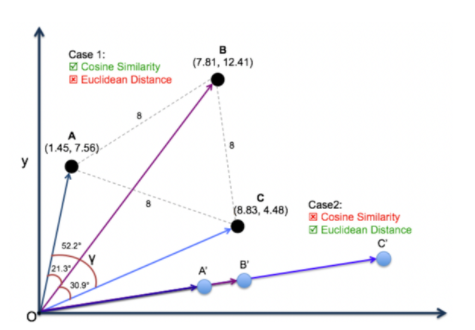 Case 1:
☑ Cosine Similarity
☒ Euclidean Distance
B
(7.81, 12.41)
A
(1.45, 7.56)
8
8
8
y
C
(8.83, 4.48)
Case2:
☒ Cosine Similarity
☑ Euclidean Distance
52.2°
γ
21.3°
30.9°
A'
B'
C'
O